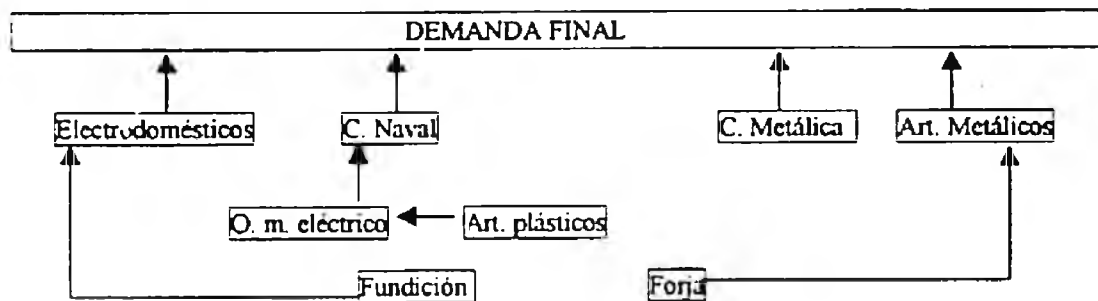 DEMANDA FINAL
Electrodomésticos
C. Naval
C. Metálica
Art. Metálicos
O. m. eléctrico
Art. plásticos
Fundición
Forja